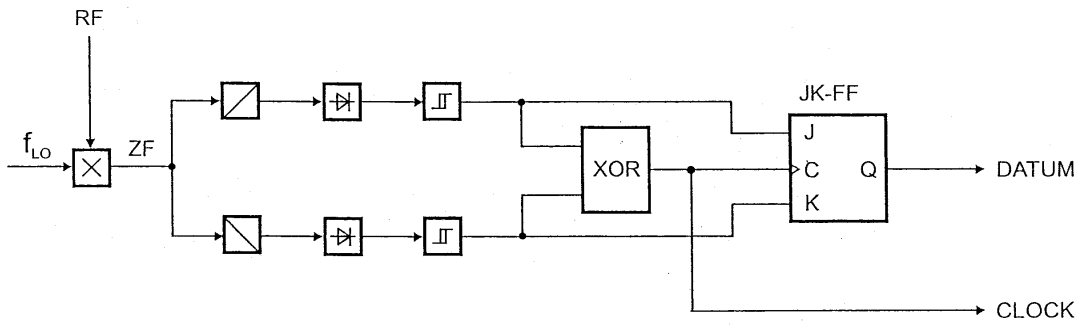 RF
JK-FF
f_LO
ZF
J
XOR
C
Q
DATUM
K
CLOCK